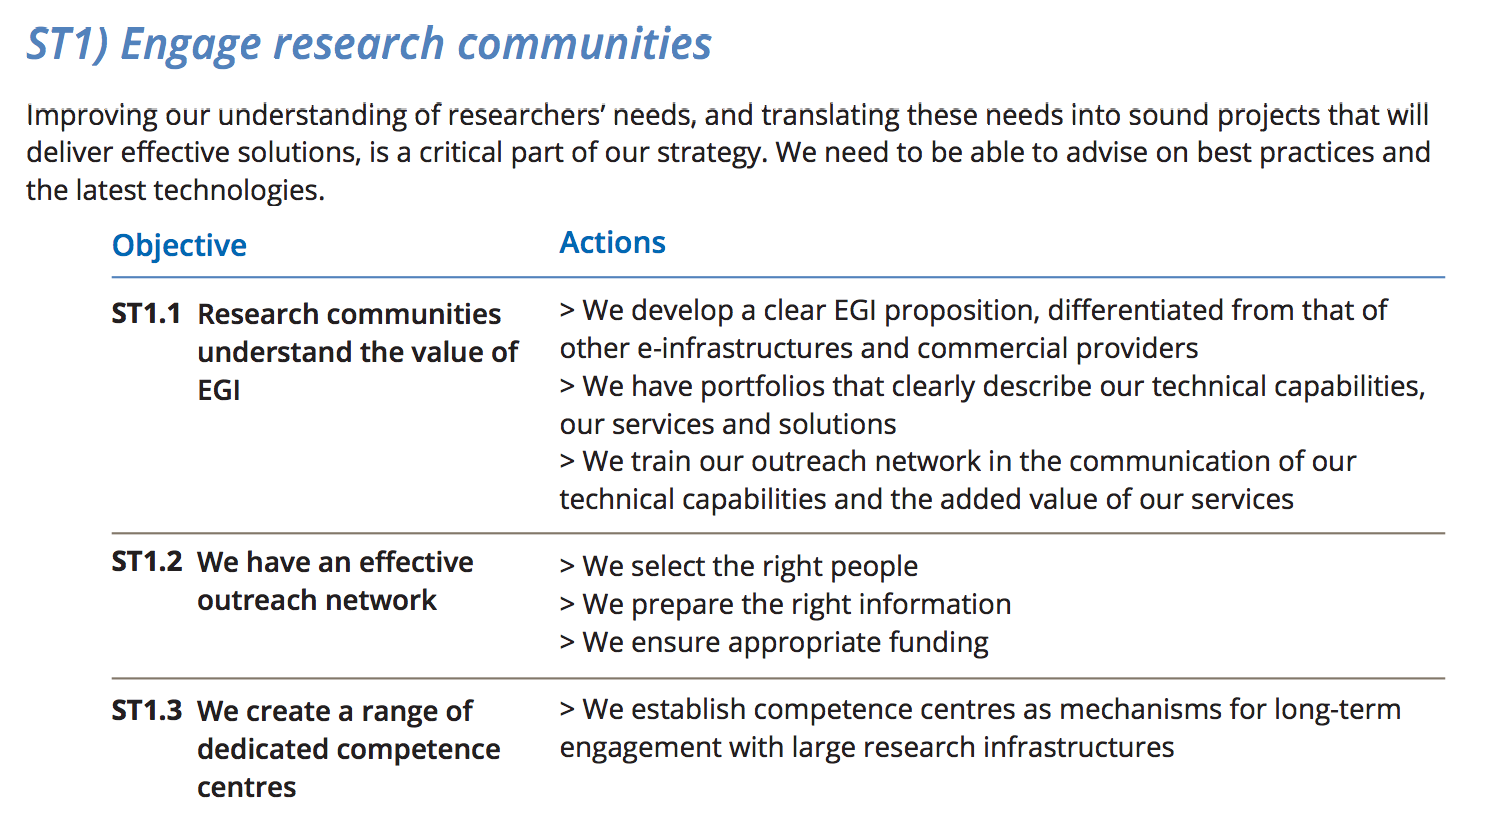 ST1) Engage research communities
Improving our understanding of researchers’ needs, and translating these needs into sound projects that will
deliver effective solutions, is a critical part of our strategy. We need to be able to advise on best practices and
the latest technologies.
Objective
Actions
ST1.1 Research communities
understand the value of
EGI
> We develop a clear EGI proposition, differentiated from that of
other e-infrastructures and commercial providers
> We have portfolios that clearly describe our technical capabilities,
our services and solutions
> We train our outreach network in the communication of our
technical capabilities and the added value of our services
ST1.2 We have an effective
outreach network
> We select the right people
> We prepare the right information
> We ensure appropriate funding
ST1.3 We create a range of
dedicated competence
centres
> We establish competence centres as mechanisms for long-term
engagement with large research infrastructures